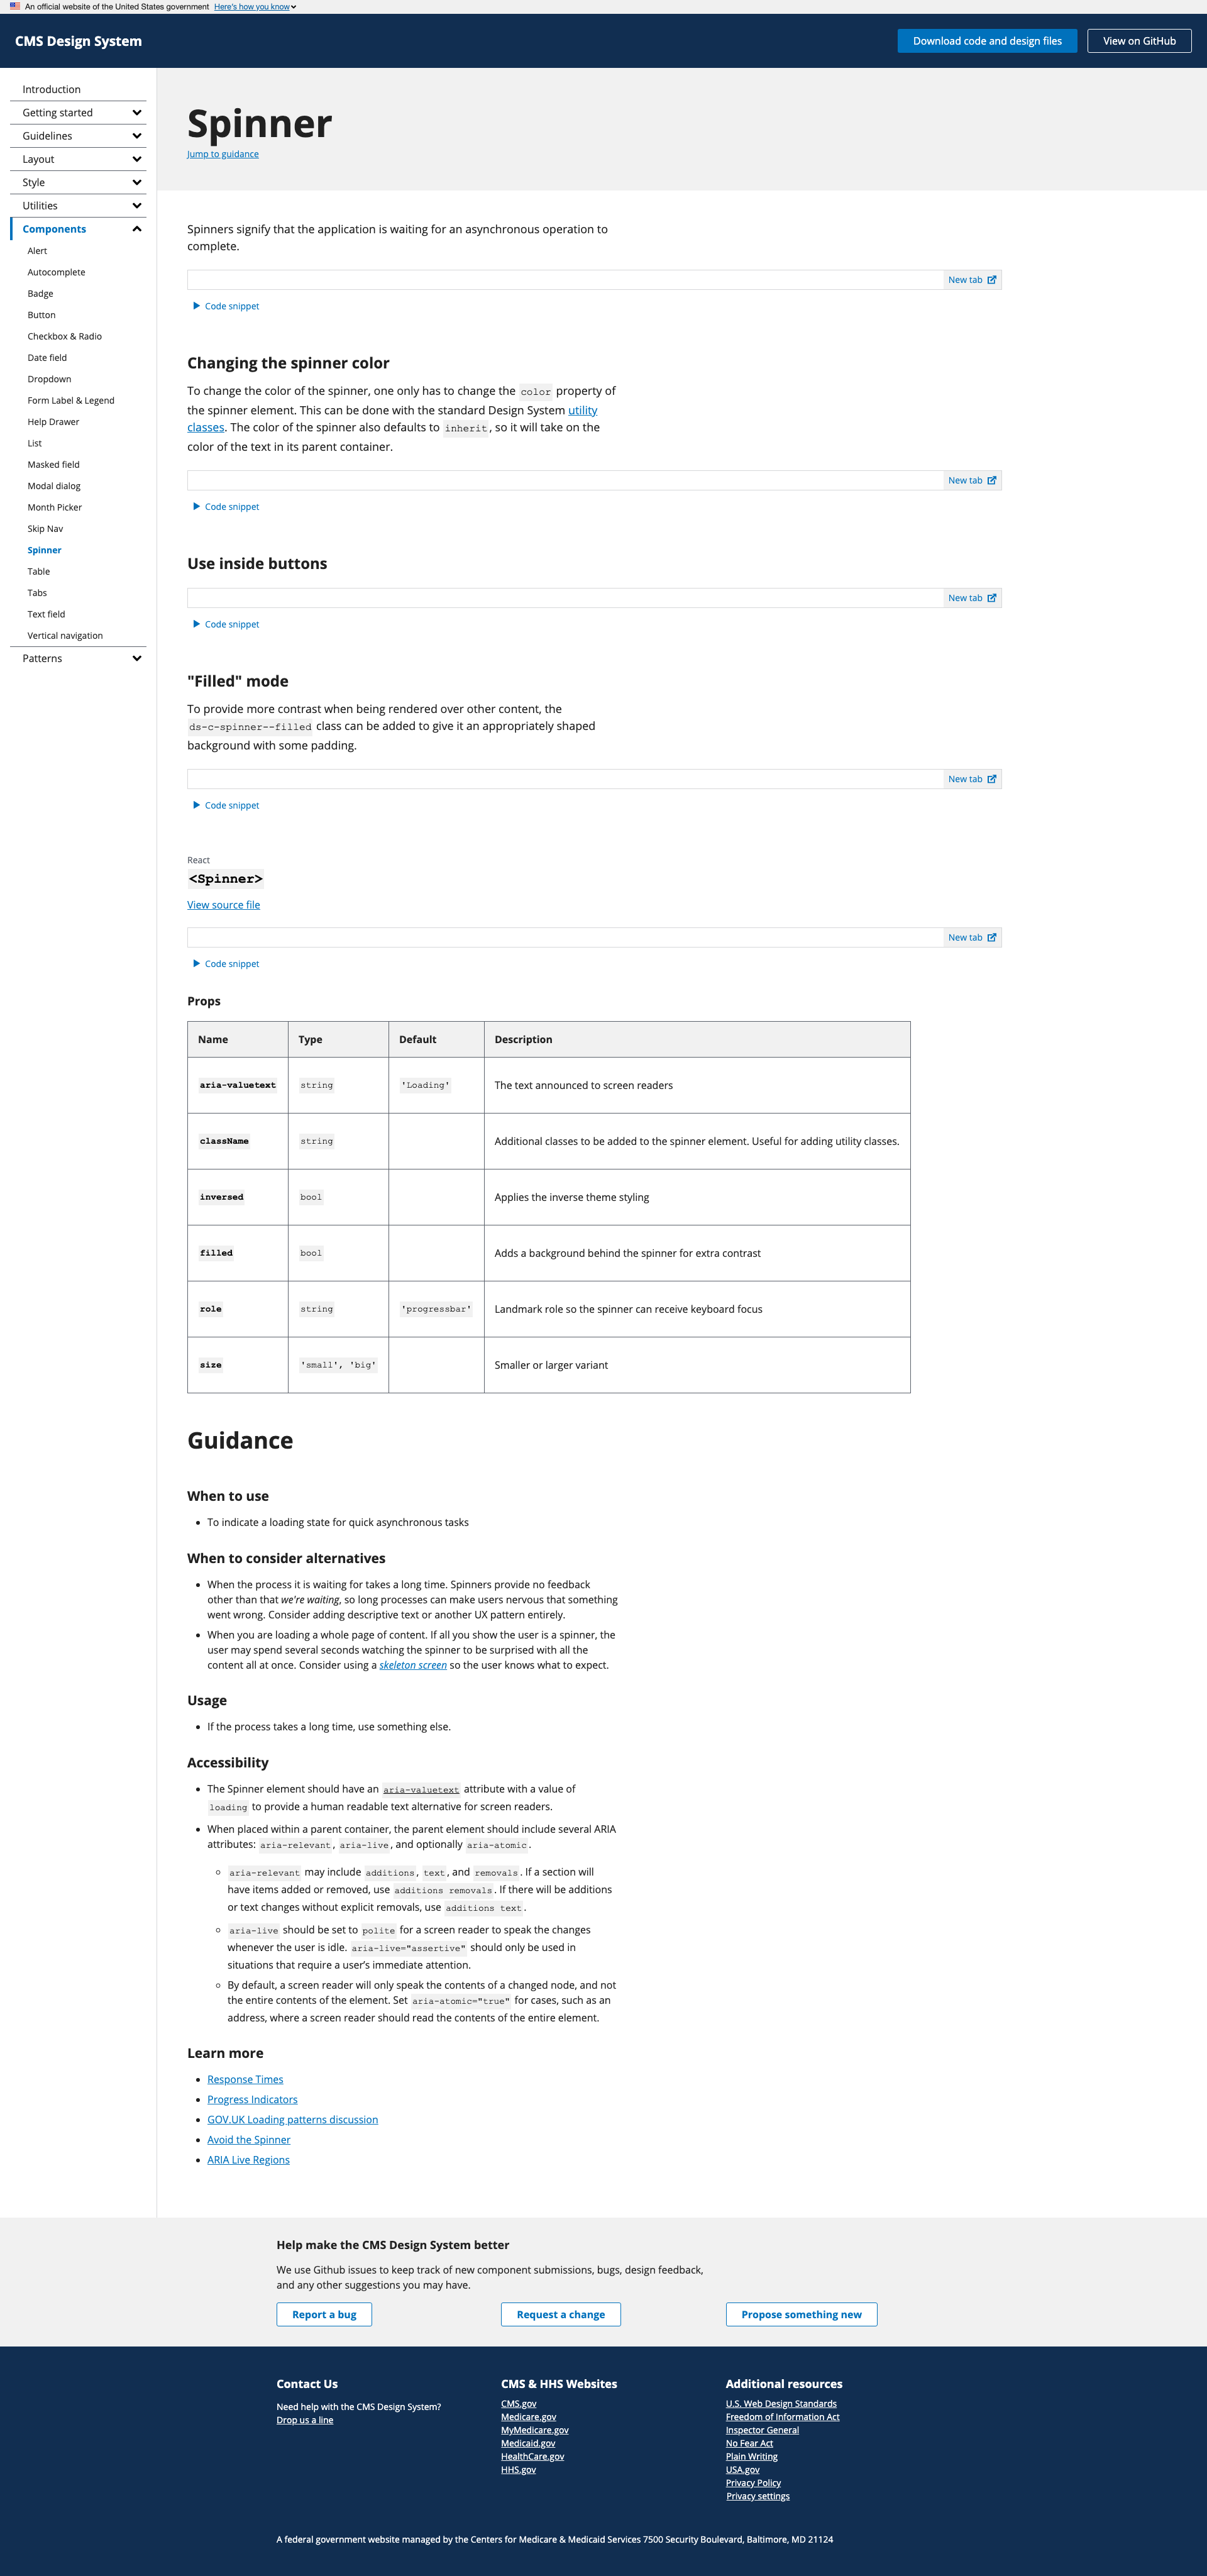 An official website of the United States government Here's how you know
CMS Design System
Download code and design files
View on GitHub
Introduction
Getting started
Guidelines
Layout
Style
Utilities
Components
Alert
Autocomplete
Badge
Button
Checkbox & Radio
Date field
Dropdown
Form Label & Legend
Help Drawer
List
Masked field
Modal dialog
Month Picker
Skip Nav
Spinner
Table
Tabs
Text field
Vertical navigation
Patterns
Spinner
Jump to guidance
Spinners signify that the application is waiting for an asynchronous operation to
complete.
New tab
Code snippet
Changing the spinner color
To change the color of the spinner, one only has to change the color property of
the spinner element. This can be done with the standard Design System utility
classes. The color of the spinner also defaults to inherit, so it will take on the
color of the text in its parent container.
New tab
Code snippet
Use inside buttons
New tab
Code snippet
"Filled" mode
To provide more contrast when being rendered over other content, the
ds-c-spinner--filled class can be added to give it an appropriately shaped
background with some padding.
New tab
Code snippet
React
<Spinner>
View source file
New tab
Code snippet
Props
Name Type Default Description
aria-valuetext string 'Loading' The text announced to screen readers
className string Additional classes to be added to the spinner element. Useful for adding utility classes.
inversed bool Applies the inverse theme styling
filled bool Adds a background behind the spinner for extra contrast
role string 'progressbar' Landmark role so the spinner can receive keyboard focus
size 'small', 'big' Smaller or larger variant
Guidance
When to use
• To indicate a loading state for quick asynchronous tasks
When to consider alternatives
• When the process it is waiting for takes a long time. Spinners provide no feedback
other than that we're waiting, so long processes can make users nervous that something
went wrong. Consider adding descriptive text or another UX pattern entirely.
• When you are loading a whole page of content. If all you show the user is a spinner, the
user may spend several seconds watching the spinner to be surprised with all the
content all at once. Consider using a skeleton screen so the user knows what to expect.
Usage
• If the process takes a long time, use something else.
Accessibility
• The Spinner element should have an aria-valuetext attribute with a value of
loading to provide a human readable text alternative for screen readers.
• When placed within a parent container, the parent element should include several ARIA
attributes: aria-relevant, aria-live, and optionally aria-atomic.
◦ aria-relevant may include additions, text, and removals. If a section will
have items added or removed, use additions removals. If there will be additions
or text changes without explicit removals, use additions text.
◦ aria-live should be set to polite for a screen reader to speak the changes
whenever the user is idle. aria-live="assertive" should only be used in
situations that require a user's immediate attention.
◦ By default, a screen reader will only speak the contents of a changed node, and not
the entire contents of the element. Set aria-atomic="true" for cases, such as an
address, where a screen reader should read the contents of the entire element.
Learn more
• Response Times
• Progress Indicators
• GOV.UK Loading patterns discussion
• Avoid the Spinner
• ARIA Live Regions
Help make the CMS Design System better
We use Github issues to keep track of new component submissions, bugs, design feedback,
and any other suggestions you may have.
Report a bug
Request a change
Propose something new
Contact Us
Need help with the CMS Design System?
Drop us a line
CMS & HHS Websites
CMS.gov
Medicare.gov
MyMedicare.gov
Medicaid.gov
HealthCare.gov
HHS.gov
Additional resources
U.S. Web Design Standards
Freedom of Information Act
Inspector General
No Fear Act
Plain Writing
USA.gov
Privacy Policy
Privacy settings
A federal government website managed by the Centers for Medicare & Medicaid Services 7500 Security Boulevard, Baltimore, MD 21124